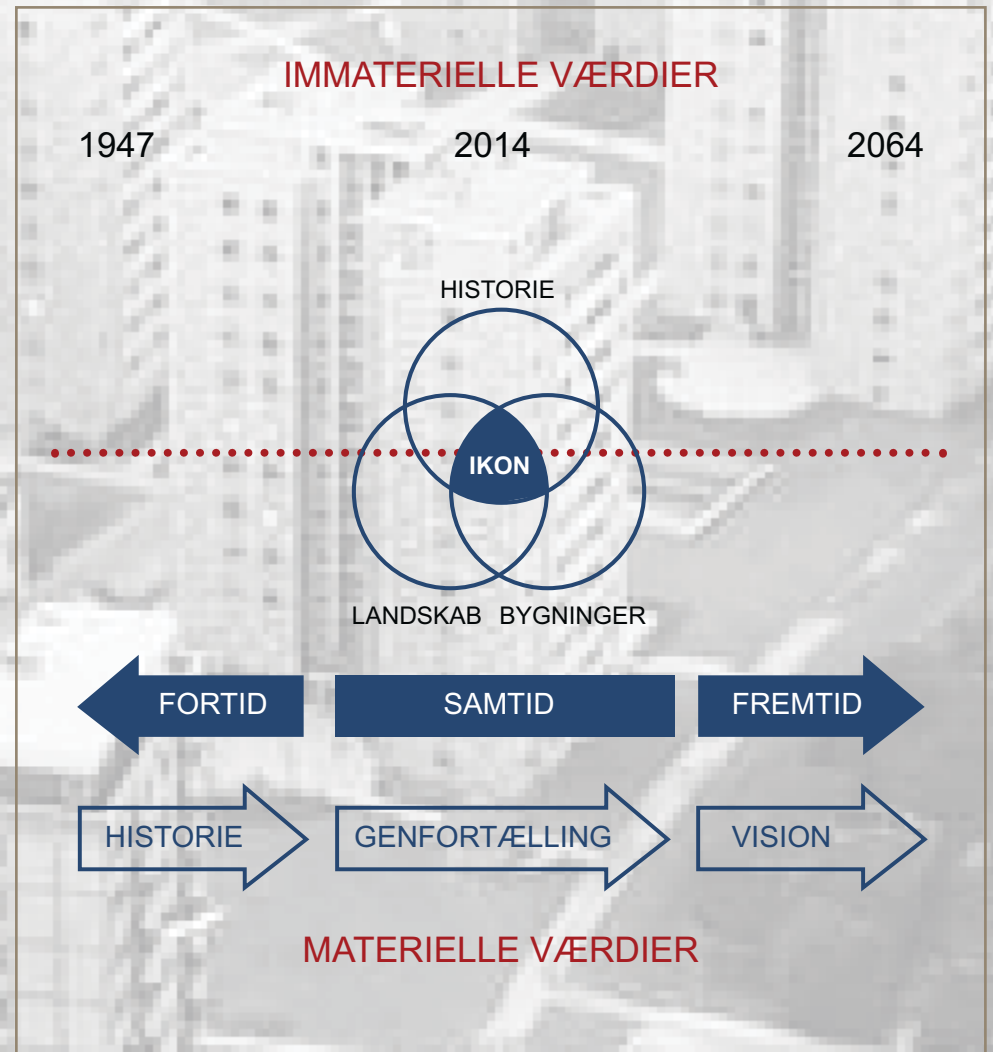 IMMATERIELLE VÆRDIER
1947 2014 2064
HISTORIE
IKON
LANDSKAB BYGNINGER
FORTID SAMTID FREMTID
HISTORIE GENFORTÆLLING VISION
MATERIELLE VÆRDIER